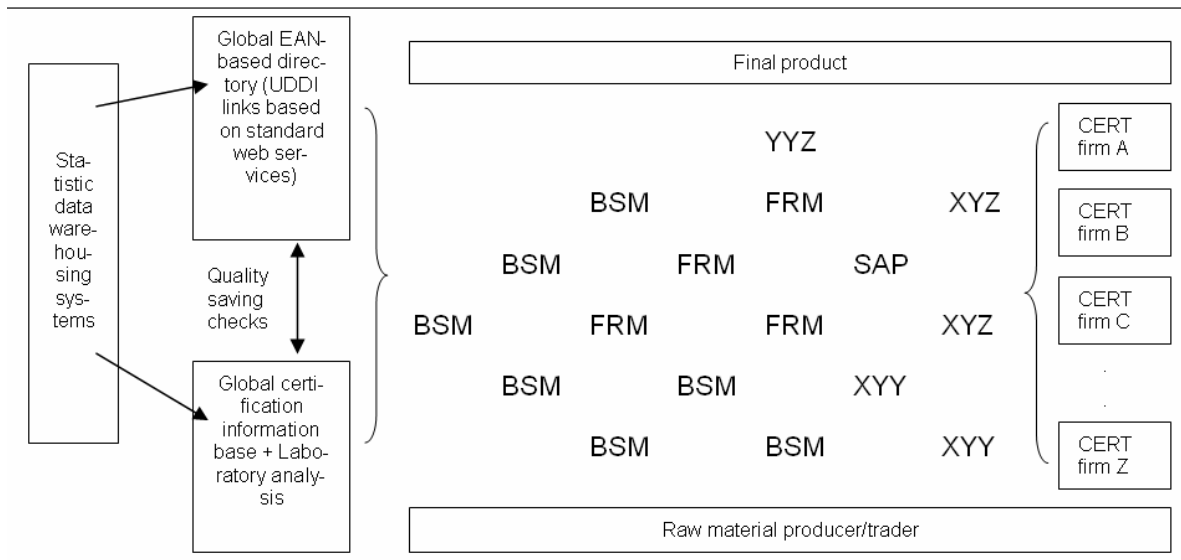 Sta-
tistic
data
ware-
hou-
sing
sys-
tems
Global EAN-
based direc-
tory (UDDI
links based
on standard
web ser-
vices)
Quality
saving
checks
Global certi-
fication
information
base + Labo-
ratory analy-
sis
Final product
YYZ
BSM FRM XYZ
BSM FRM SAP
BSM FRM FRM XYZ
BSM BSM XYY
BSM BSM XYY
Raw material producer/trader
CERT
firm A
CERT
firm B
CERT
firm C
.
.
CERT
firm Z